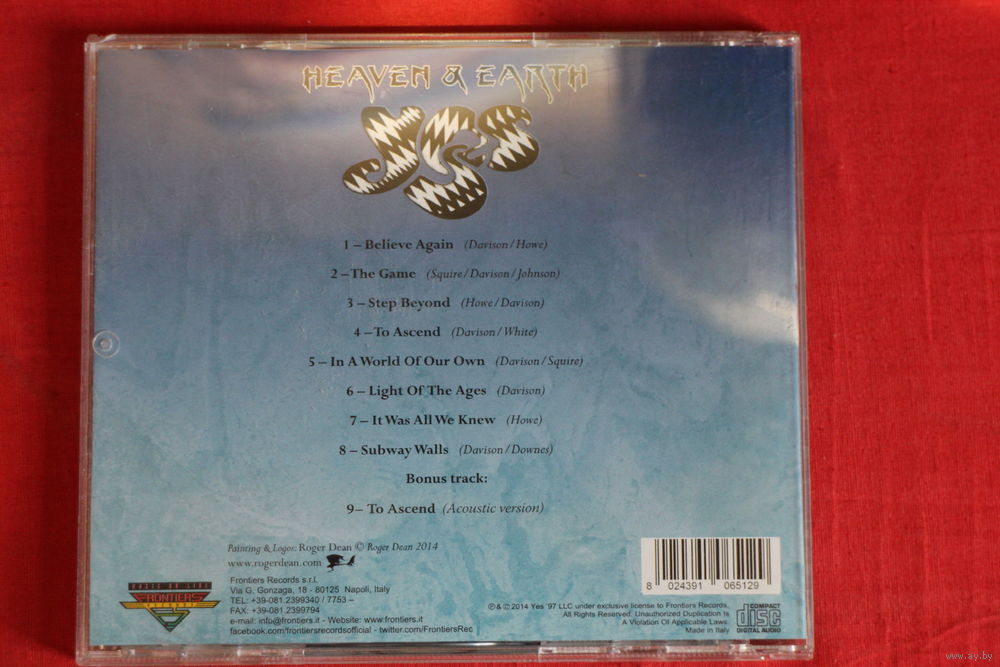 HEAVEN & EARTH
YES
1 – Believe Again (Davison/Howe)
2 – The Game (Squire/Davison/Johnson)
3 – Step Beyond (Howe/Davison)
4 – To Ascend (Davison/White)
5 – In A World Of Our Own (Davison/Squire)
6 – Light Of The Ages (Davison)
7 – It Was All We Knew (Howe)
8 – Subway Walls (Davison/Downes)
Bonus track:
9– To Ascend (Acoustic version)
Painting & Logos: Roger Dean © Roger Dean 2014
www.rogerdean.com
Frontiers Records s.r.l.
Via G. Gonzaga, 18 - 80125 Napoli, Italy
TEL: +39-081.2399340 / 7753 –
FAX: +39-081.2399794
e-mail: info@frontiers.it - www.frontiers.it
facebook.com/frontiersrecordsofficial - twitter.com/FrontiersRec
FRONTIERS
RECORDS
8 024391 065129
℗ & © 2014 Yes '97 LLC under exclusive license to Frontiers Records,
All Rights Reserved. Unauthorized Duplication Is
A Violation Of Applicable Laws.
Made in Italy
COMPACT
disc
DIGITAL AUDIO
www.ay.by